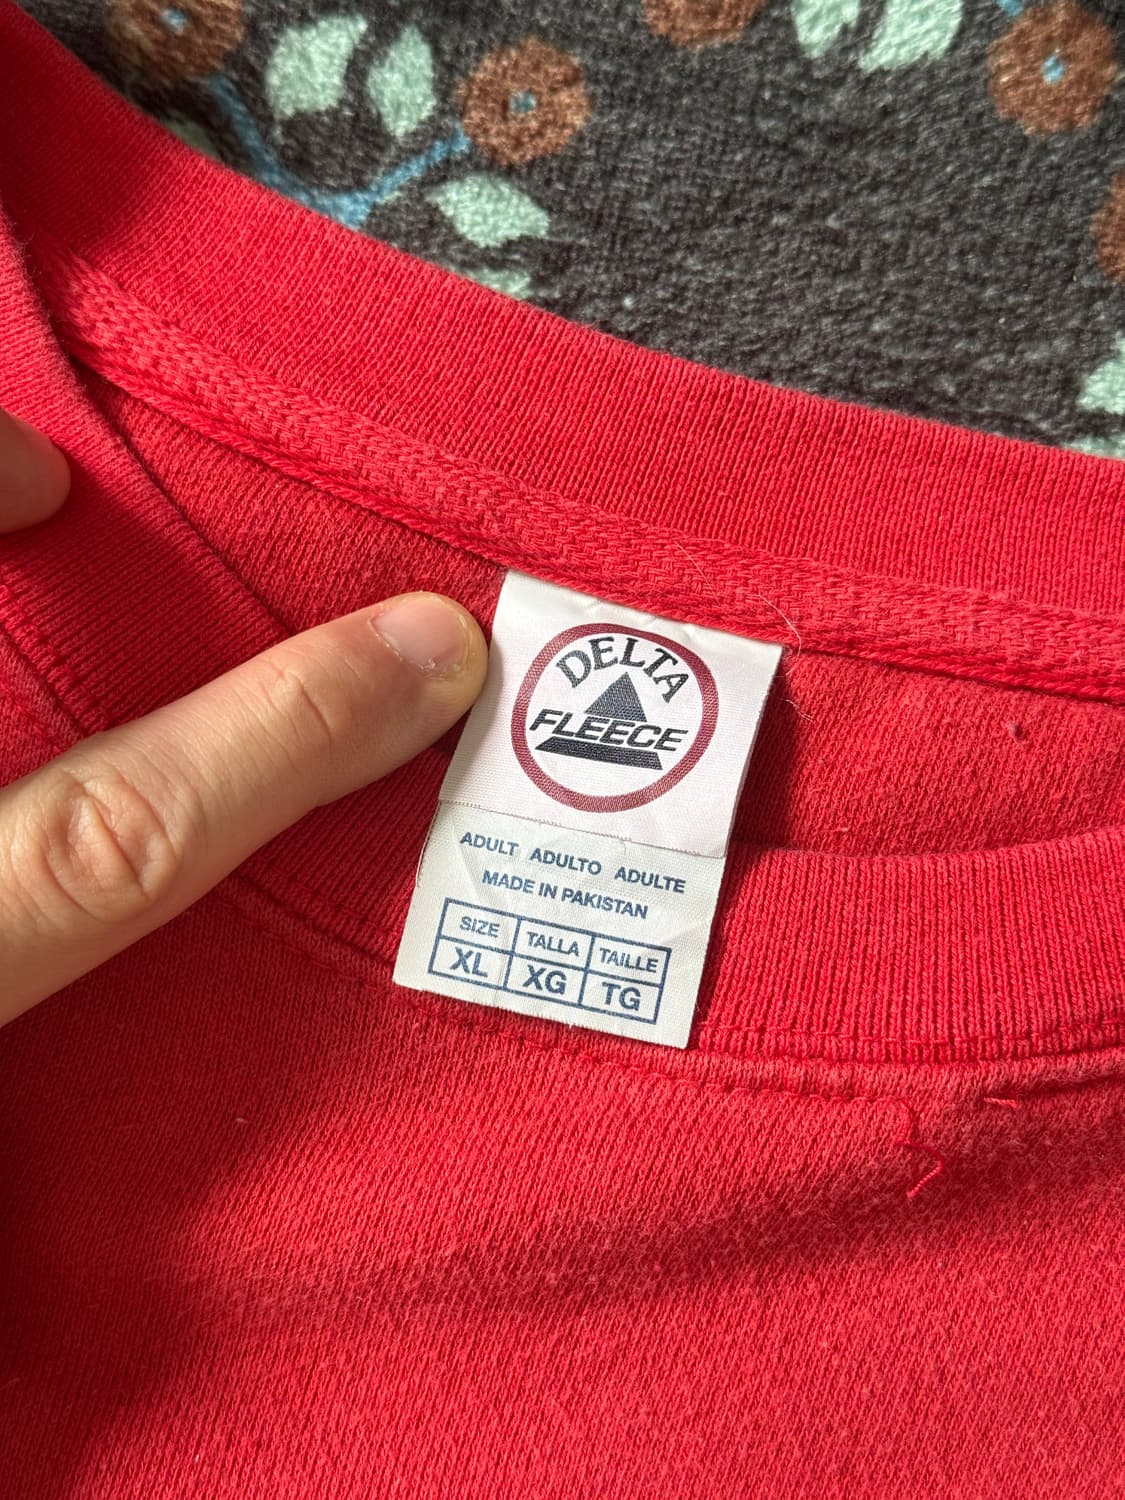 DELTA
FLEECE
ADULT ADULTO ADULTE
MADE IN PAKISTAN
SIZE TALLA TAILLE
XL XG TG